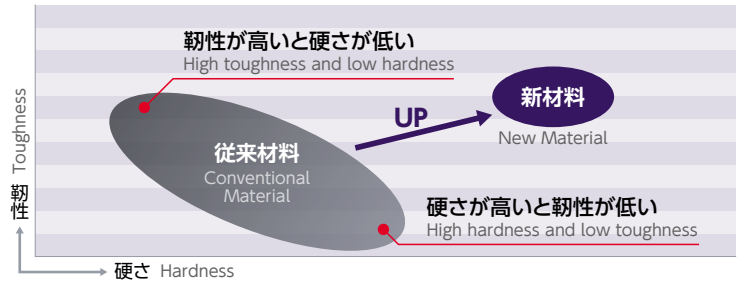 靭性が高いと硬さが低い
High toughness and low hardness
新材料
New Material
UP
従来材料
Conventional
Material
硬さが高いと靭性が低い
High hardness and low toughness
靭性 Toughness
硬さ Hardness